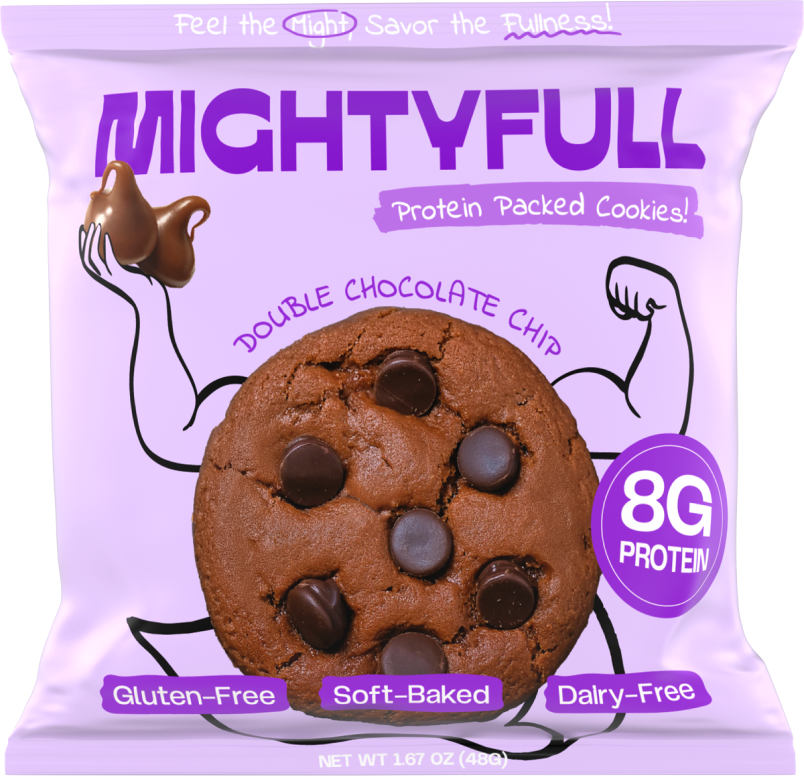 Feel the Might, Savor the Fullness!
MIGHTYFULL
Protein Packed Cookies!
DOUBLE CHOCOLATE CHIP
8G
PROTEIN
Gluten-Free
Soft-Baked
Dairy-Free
NET WT 1.67 OZ (48G)